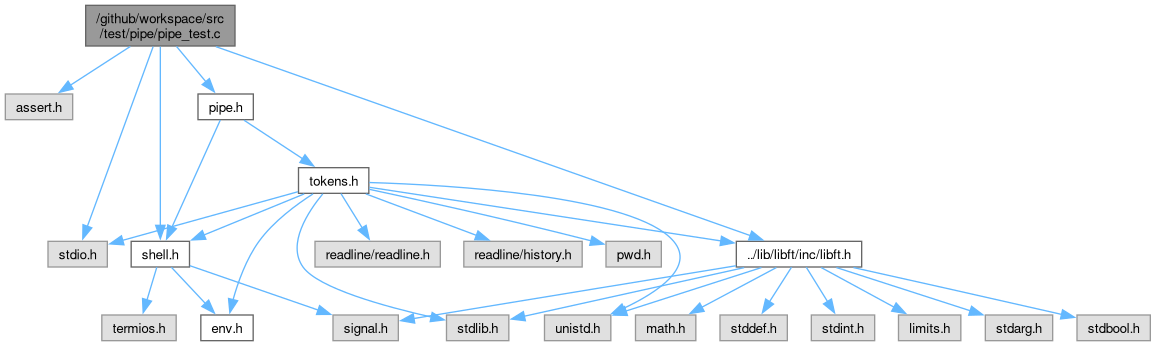 /github/workspace/src
/test/pipe/pipe_test.c
assert.h
pipe.h
tokens.h
stdio.h
shell.h
readline/readline.h
readline/history.h
pwd.h
../lib/libft/inc/libft.h
termios.h
env.h
signal.h
stdlib.h
unistd.h
math.h
stddef.h
stdint.h
limits.h
stdarg.h
stdbool.h